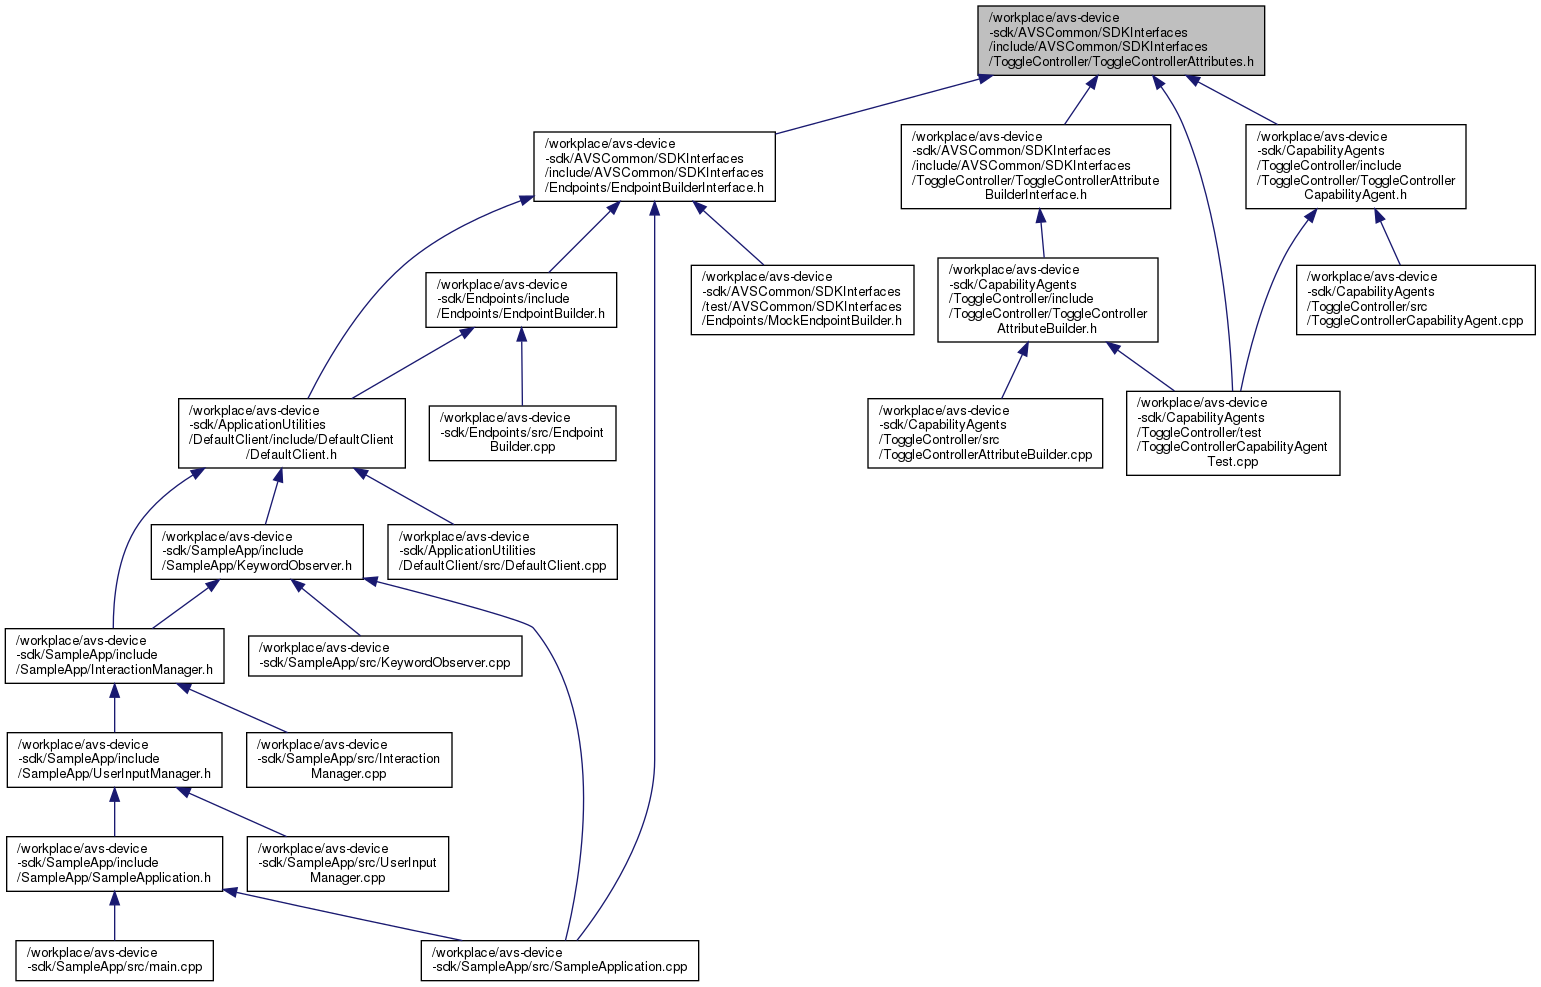 /workplace/avs-device
-sdk/AVSCommon/SDKInterfaces
/include/AVSCommon/SDKInterfaces
/ToggleController/ToggleControllerAttributes.h
/workplace/avs-device
-sdk/AVSCommon/SDKInterfaces
/include/AVSCommon/SDKInterfaces
/Endpoints/EndpointBuilderInterface.h
/workplace/avs-device
-sdk/AVSCommon/SDKInterfaces
/include/AVSCommon/SDKInterfaces
/ToggleController/ToggleControllerAttribute
BuilderInterface.h
/workplace/avs-device
-sdk/CapabilityAgents
/ToggleController/include
/ToggleController/ToggleController
CapabilityAgent.h
/workplace/avs-device
-sdk/Endpoints/include
/Endpoints/EndpointBuilder.h
/workplace/avs-device
-sdk/AVSCommon/SDKInterfaces
/test/AVSCommon/SDKInterfaces
/Endpoints/MockEndpointBuilder.h
/workplace/avs-device
-sdk/CapabilityAgents
/ToggleController/include
/ToggleController/ToggleController
AttributeBuilder.h
/workplace/avs-device
-sdk/CapabilityAgents
/ToggleController/src
/ToggleControllerCapabilityAgent.cpp
/workplace/avs-device
-sdk/ApplicationUtilities
/DefaultClient/include/DefaultClient
/DefaultClient.h
/workplace/avs-device
-sdk/Endpoints/src/Endpoint
Builder.cpp
/workplace/avs-device
-sdk/CapabilityAgents
/ToggleController/src
/ToggleControllerAttributeBuilder.cpp
/workplace/avs-device
-sdk/CapabilityAgents
/ToggleController/test
/ToggleControllerCapabilityAgent
Test.cpp
/workplace/avs-device
-sdk/SampleApp/include
/SampleApp/KeywordObserver.h
/workplace/avs-device
-sdk/ApplicationUtilities
/DefaultClient/src/DefaultClient.cpp
/workplace/avs-device
-sdk/SampleApp/include
/SampleApp/InteractionManager.h
/workplace/avs-device
-sdk/SampleApp/src/KeywordObserver.cpp
/workplace/avs-device
-sdk/SampleApp/include
/SampleApp/UserInputManager.h
/workplace/avs-device
-sdk/SampleApp/src/Interaction
Manager.cpp
/workplace/avs-device
-sdk/SampleApp/include
/SampleApp/SampleApplication.h
/workplace/avs-device
-sdk/SampleApp/src/UserInput
Manager.cpp
/workplace/avs-device
-sdk/SampleApp/src/main.cpp
/workplace/avs-device
-sdk/SampleApp/src/SampleApplication.cpp